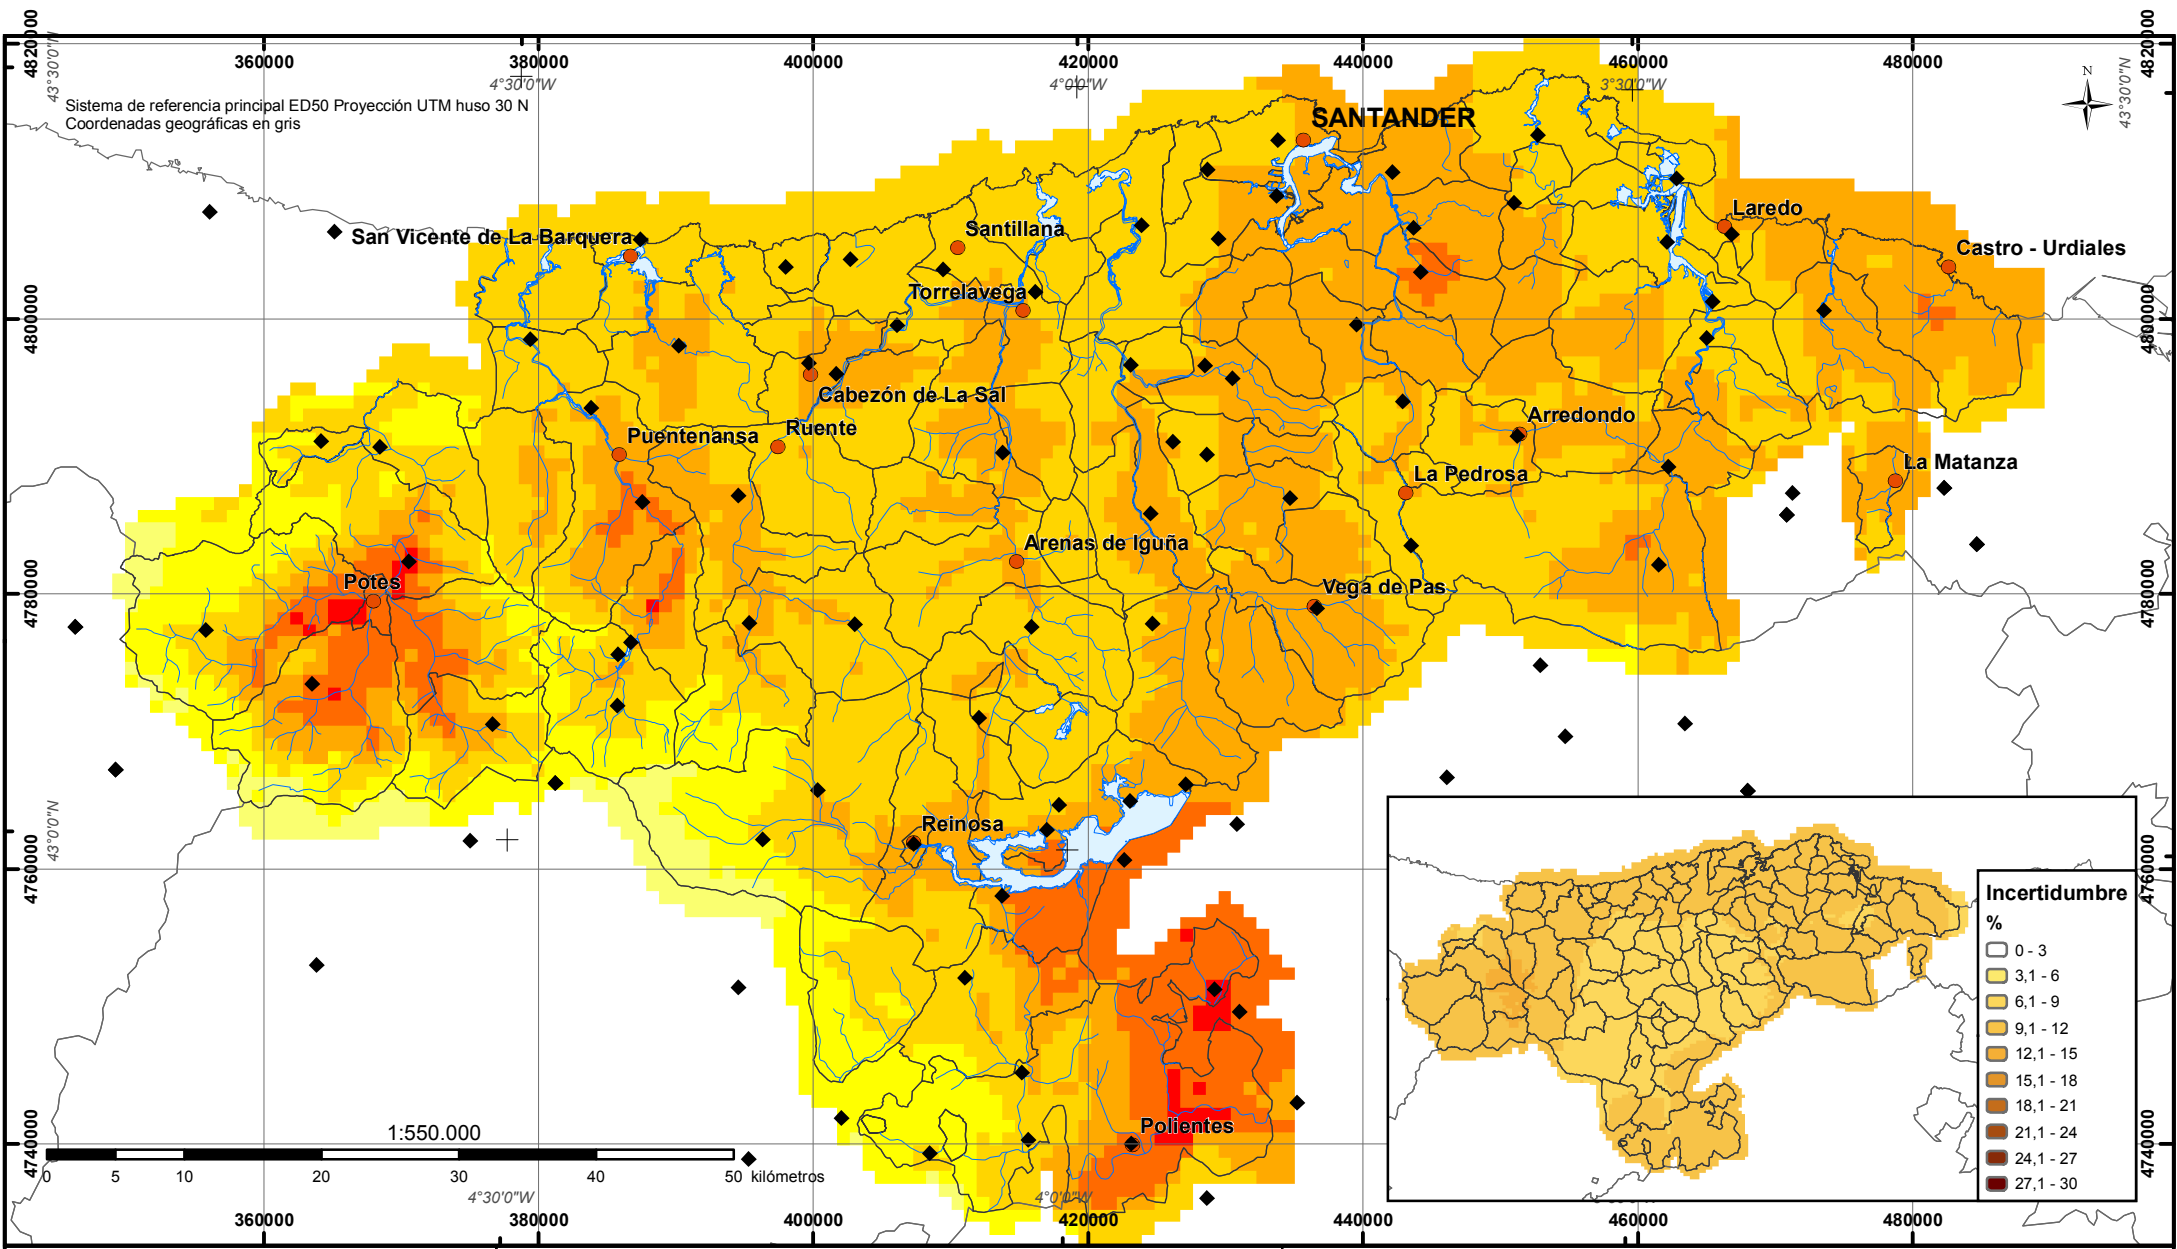 360000 380000 400000 420000 440000 460000 480000
4820000 4820000
43°30'0"N 4°30'0"W 4°0'0"W 3°30'0"W 43°30'0"N
N
Sistema de referencia principal ED50 Proyección UTM huso 30 N
Coordenadas geográficas en gris
SANTANDER
Laredo
Santillana
San Vicente de La Barquera
Castro - Urdiales
Torrelavega
4800000 4800000
Cabezón de La Sal
Arredondo
Ruente
Puentenansa
La Matanza
La Pedrosa
Arenas de Iguña
Potes
Vega de Pas
4780000 4780000
Reinosa
43°0'0"N
4760000 4760000
Incertidumbre
%
0 - 3
3,1 - 6
6,1 - 9
9,1 - 12
12,1 - 15
15,1 - 18
18,1 - 21
21,1 - 24
24,1 - 27
27,1 - 30
Polientes
1:550.000
4740000 4740000
0 5 10 20 30 40 50 kilómetros
4°30'0"W 4°0'0"W
360000 380000 400000 420000 440000 460000 480000